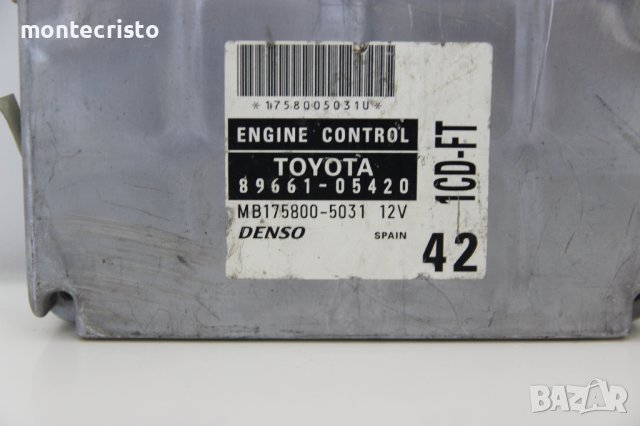 montecristo
*1758005031U*
ENGINE CONTROL
TOYOTA
89661-05420
MB175800-5031 12V
DENSO SPAIN
1CD-FT
42
BAZAR